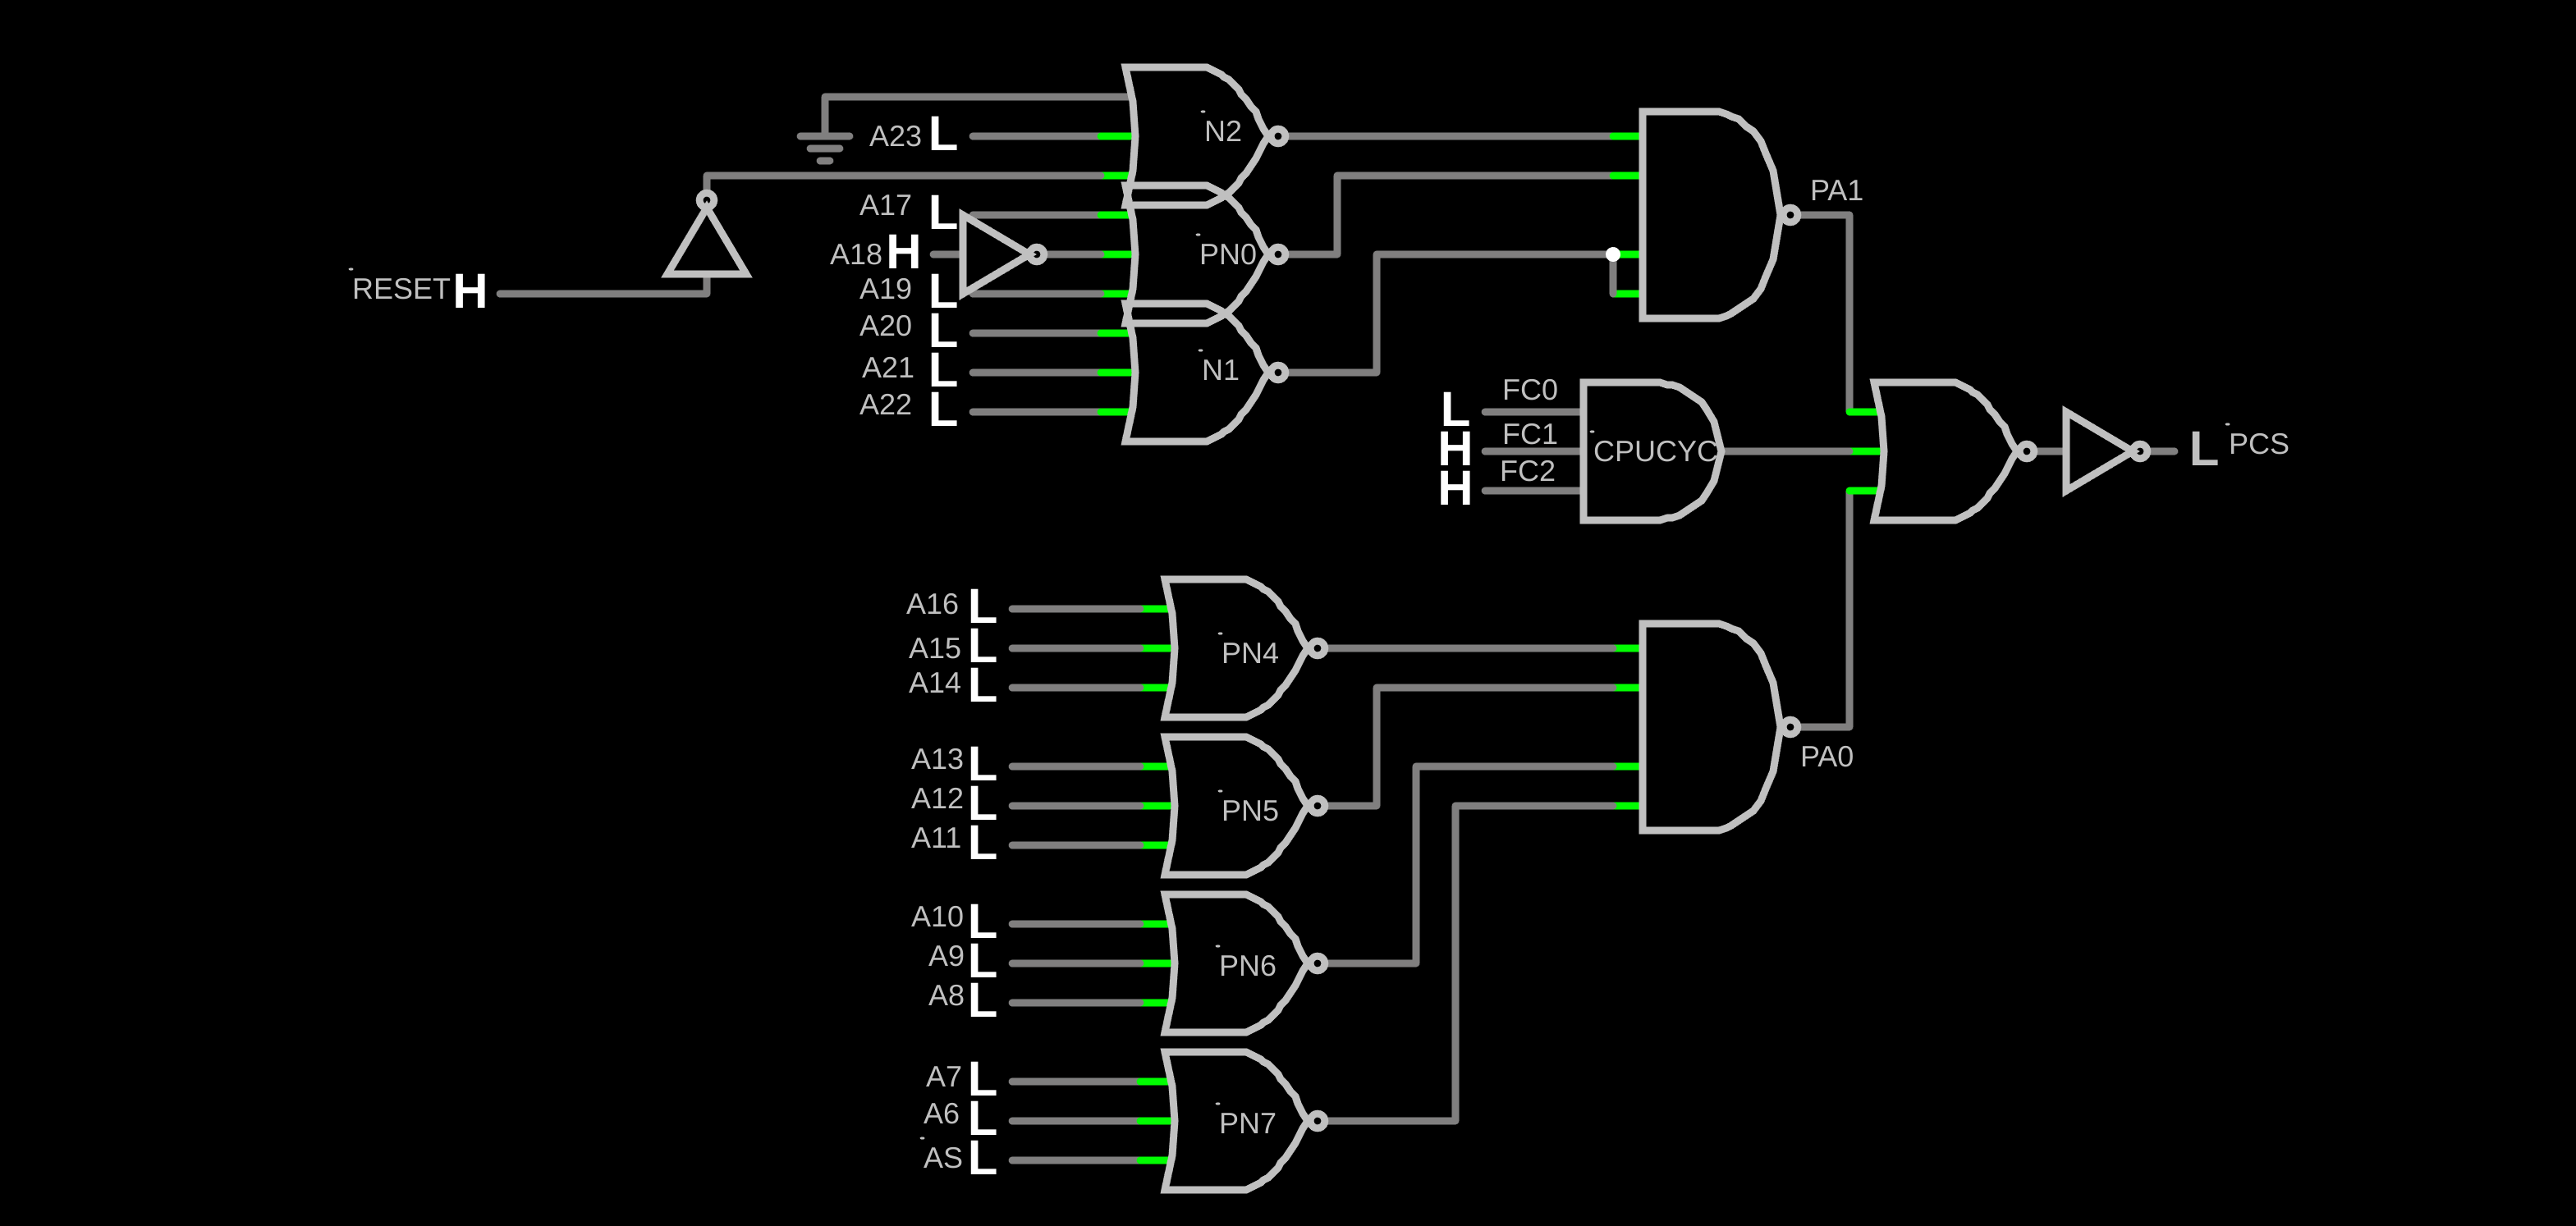 A23 L
N2
PA1
A17 L
A18 H
PN0
RESET H
A19 L
A20 L
A21 L
N1
A22 L
L FC0
H FC1
CPUCYC
H FC2
L PCS
A16 L
A15 L
PN4
A14 L
A13 L
PA0
A12 L
PN5
A11 L
A10 L
A9 L
PN6
A8 L
A7 L
A6 L
PN7
AS L